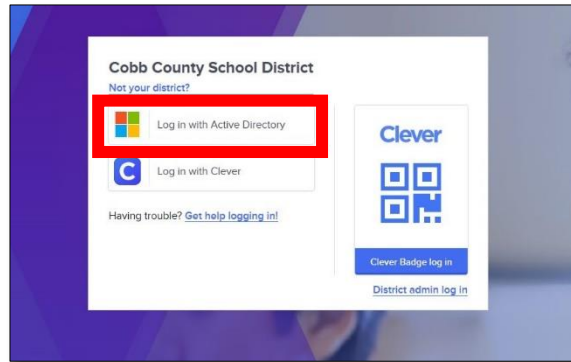 Cobb County School District
Not your district?
Log in with Active Directory
C
Log in with Clever
Having trouble? Get help logging in!
Clever
Clever Badge log in
District admin log in